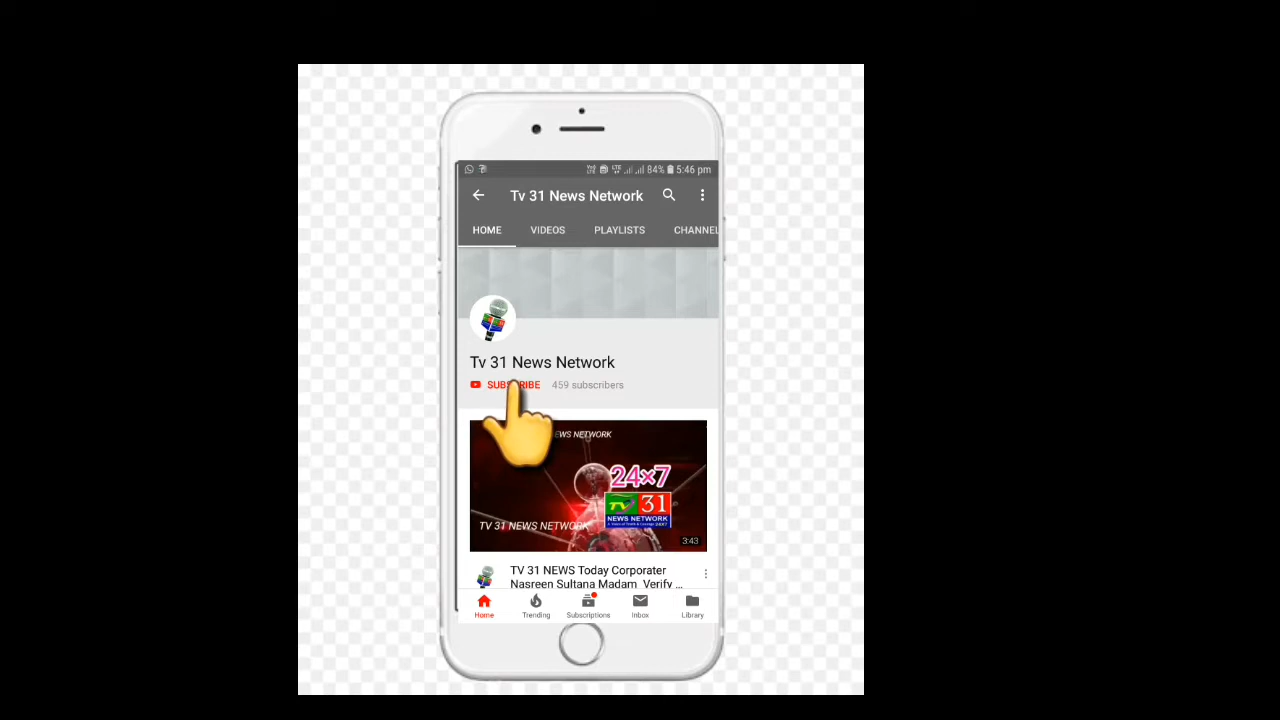 84% 5:46 pm
Tv 31 News Network
HOME VIDEOS PLAYLISTS CHANNEL
Tv 31 News Network
SUBSCRIBE 459 subscribers
EWS NETWORK
24×7
TV 31
NEWS NETWORK
TV 31 NEWS NETWORK
3:43
TV 31 NEWS Today Corporater
Nasreen Sultana Madam Verify ...
Home Trending Subscriptions Inbox Library